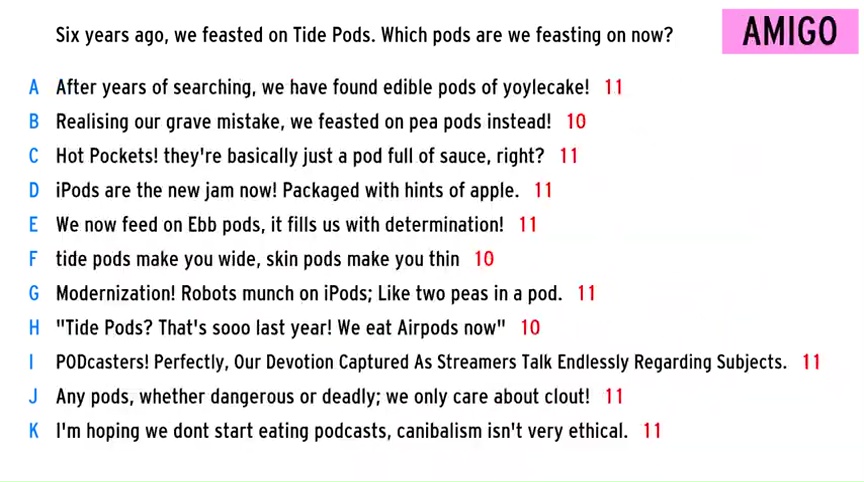 Six years ago, we feasted on Tide Pods. Which pods are we feasting on now?
AMIGO
A After years of searching, we have found edible pods of yoylecake! 11
B Realising our grave mistake, we feasted on pea pods instead! 10
C Hot Pockets! they're basically just a pod full of sauce, right? 11
D iPods are the new jam now! Packaged with hints of apple. 11
E We now feed on Ebb pods, it fills us with determination! 11
F tide pods make you wide, skin pods make you thin 10
G Modernization! Robots munch on iPods; Like two peas in a pod. 11
H "Tide Pods? That's sooo last year! We eat Airpods now" 10
I PODcasters! Perfectly, Our Devotion Captured As Streamers Talk Endlessly Regarding Subjects. 11
J Any pods, whether dangerous or deadly; we only care about clout! 11
K I'm hoping we dont start eating podcasts, canibalism isn't very ethical. 11